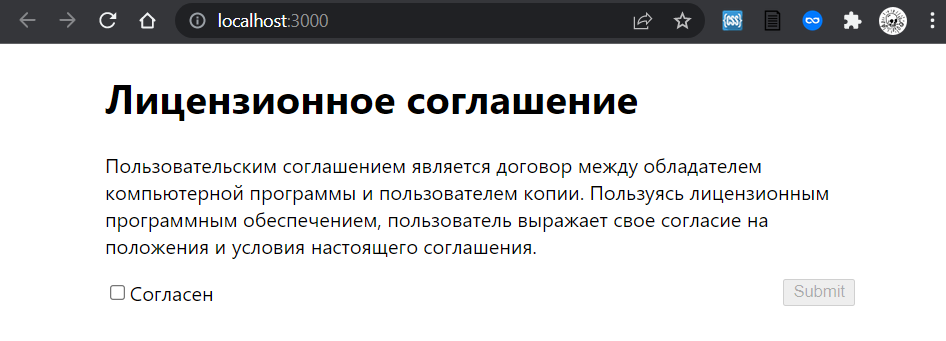 localhost:3000
{CSS}
Лицензионное соглашение
Пользовательским соглашением является договор между обладателем
компьютерной программы и пользователем копии. Пользуясь лицензионным
программным обеспечением, пользователь выражает свое согласие на
положения и условия настоящего соглашения.
Согласен
Submit